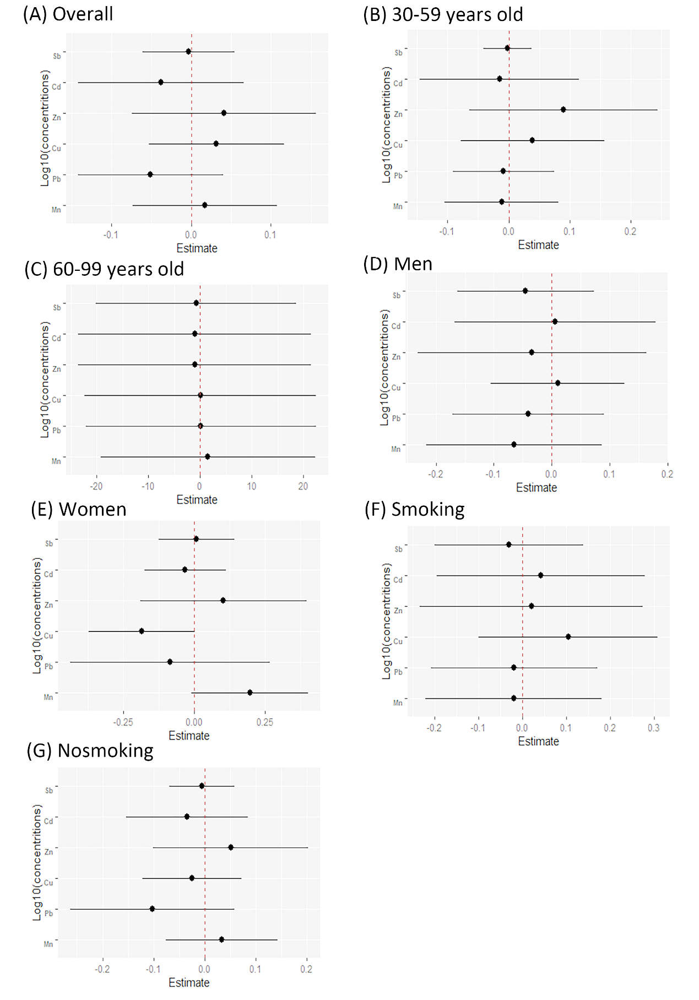 (A) Overall
Log10(concentritions)
Sb
Cd
Zn
Cu
Pb
Mn
-0.1 0.0 0.1
Estimate
(B) 30-59 years old
Log10(concentritions)
Sb
Cd
Zn
Cu
Pb
Mn
-0.1 0.0 0.1 0.2
Estimate
(C) 60-99 years old
Log10(concentritions)
Sb
Cd
Zn
Cu
Pb
Mn
-20 -10 0 10 20
Estimate
(D) Men
Log10(concentritions)
Sb
Cd
Zn
Cu
Pb
Mn
-0.2 -0.1 0.0 0.1 0.2
Estimate
(E) Women
Log10(concentritions)
Sb
Cd
Zn
Cu
Pb
Mn
-0.25 0.00 0.25
Estimate
(F) Smoking
Log10(concentritions)
Sb
Cd
Zn
Cu
Pb
Mn
-0.2 -0.1 0.0 0.1 0.2 0.3
Estimate
(G) Nosmoking
Log10(concentritions)
Sb
Cd
Zn
Cu
Pb
Mn
-0.2 -0.1 0.0 0.1 0.2
Estimate